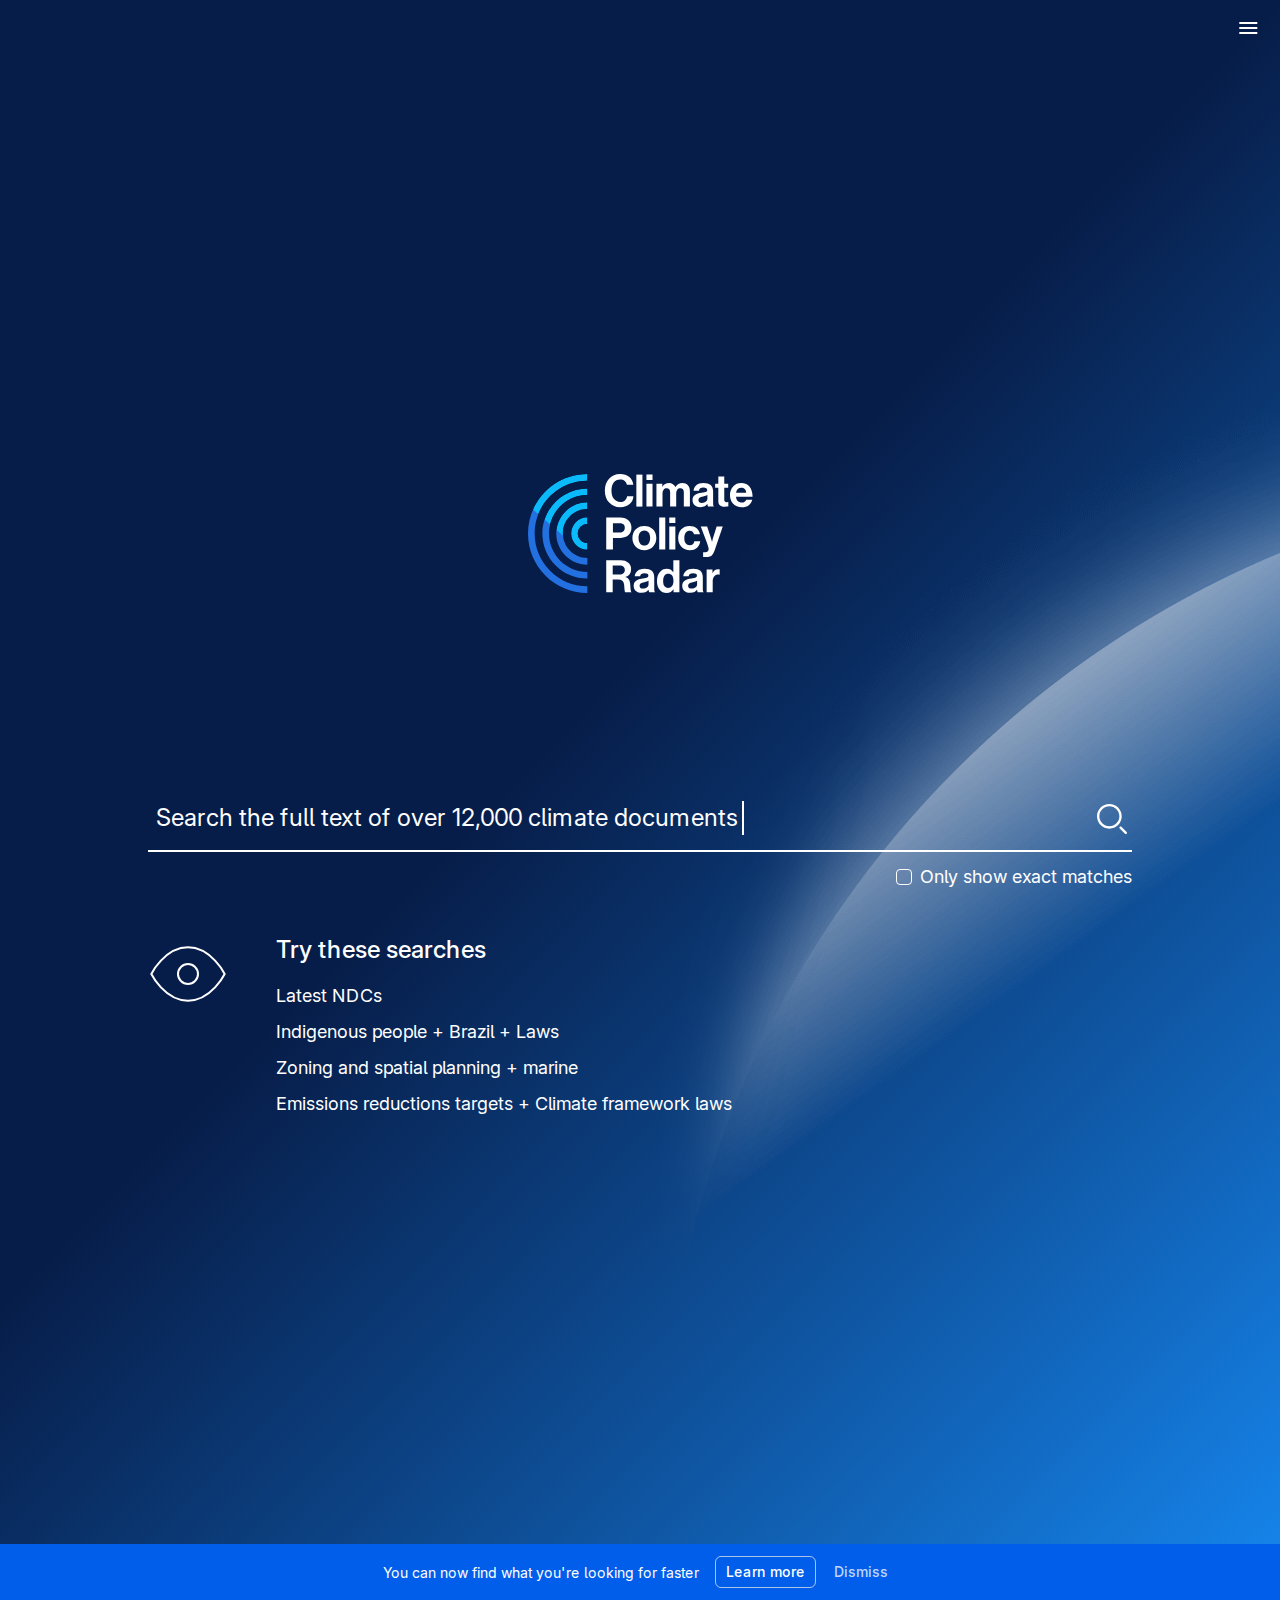 Climate
Policy
Radar
Search the full text of over 12,000 climate documents
Only show exact matches
Try these searches
Latest NDCs
Indigenous people + Brazil + Laws
Zoning and spatial planning + marine
Emissions reductions targets + Climate framework laws
You can now find what you're looking for faster Learn more Dismiss